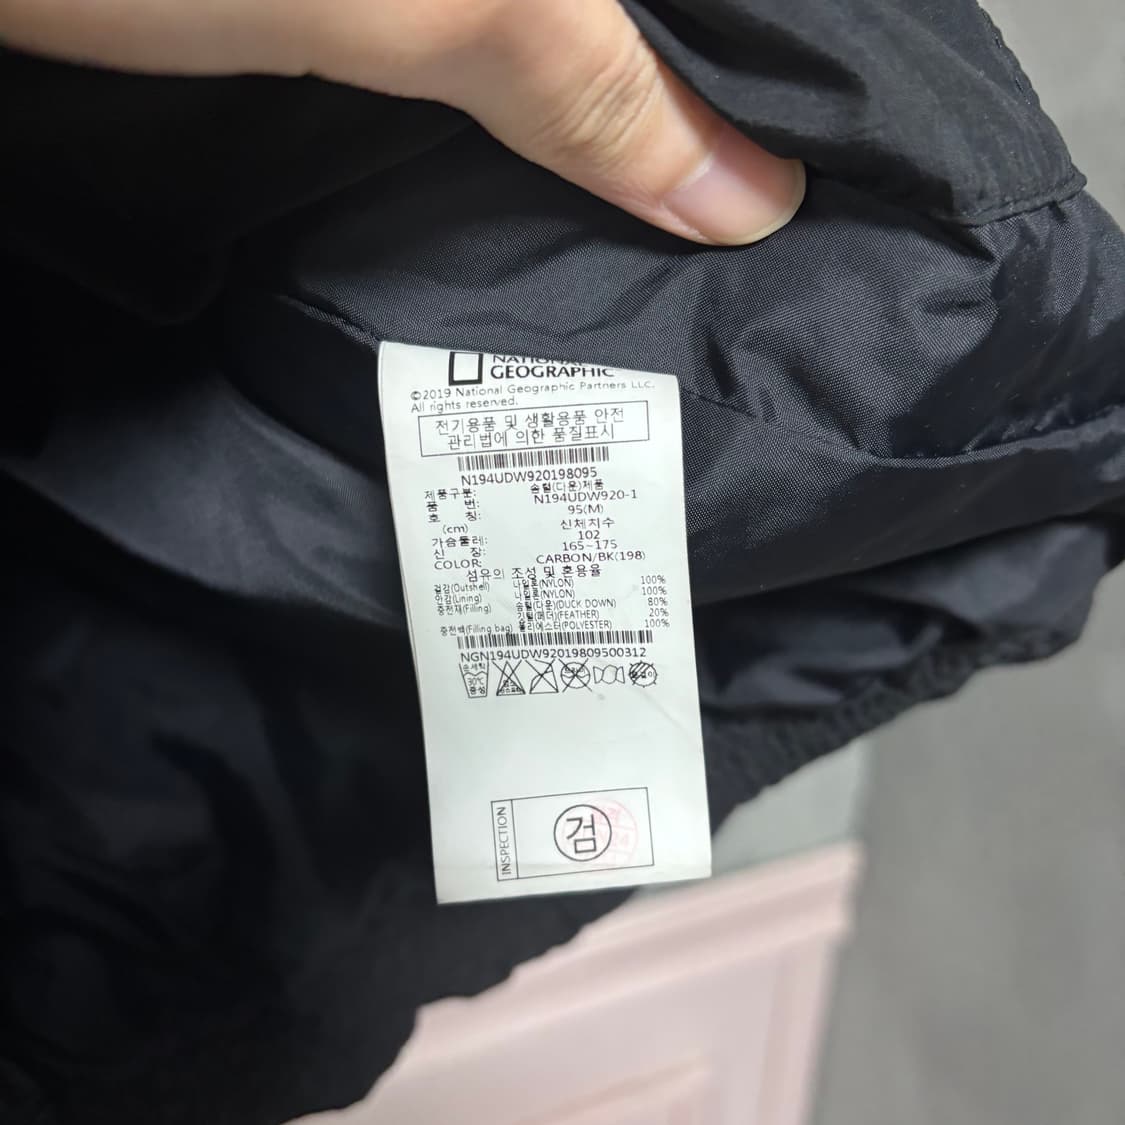 NATIONAL
GEOGRAPHIC
©2019 National Geographic Partners LLC.
All rights reserved.
전기용품 및 생활용품 안전
관리법에 의한 품질표시
N194UDW920198095
제품구분: 솜털(다운)제품
품 번: N194UDW920-1
호 칭: 95(M)
(cm) 신체치수
가슴둘레: 102
신 장: 165~175
COLOR: CARBON/BK(198)
섬유의 조성 및 혼용율
겉감(Outshell) 나일론(NYLON) 100%
안감(Lining) 나일론(NYLON) 100%
충전재(Filling) 솜털(다운)(DUCK DOWN) 80%
깃털(페더)(FEATHER) 20%
충전백(Filling bag) 폴리에스터(POLYESTER) 100%
NGN194UDW92019809500312
손세탁
30℃
중성
INSPECTION
검